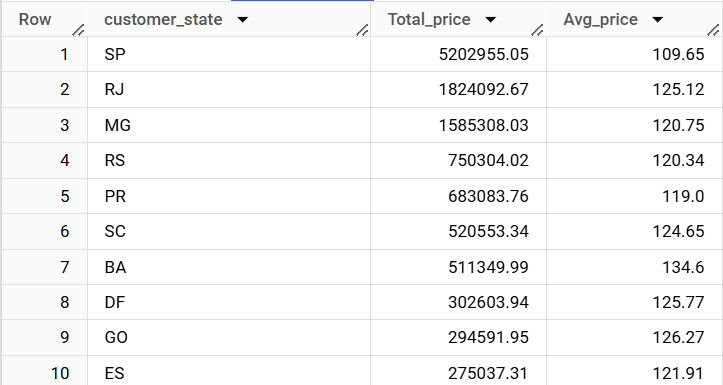 Row customer_state Total_price Avg_price
1 SP 5202955.05 109.65
2 RJ 1824092.67 125.12
3 MG 1585308.03 120.75
4 RS 750304.02 120.34
5 PR 683083.76 119.0
6 SC 520553.34 124.65
7 BA 511349.99 134.6
8 DF 302603.94 125.77
9 GO 294591.95 126.27
10 ES 275037.31 121.91